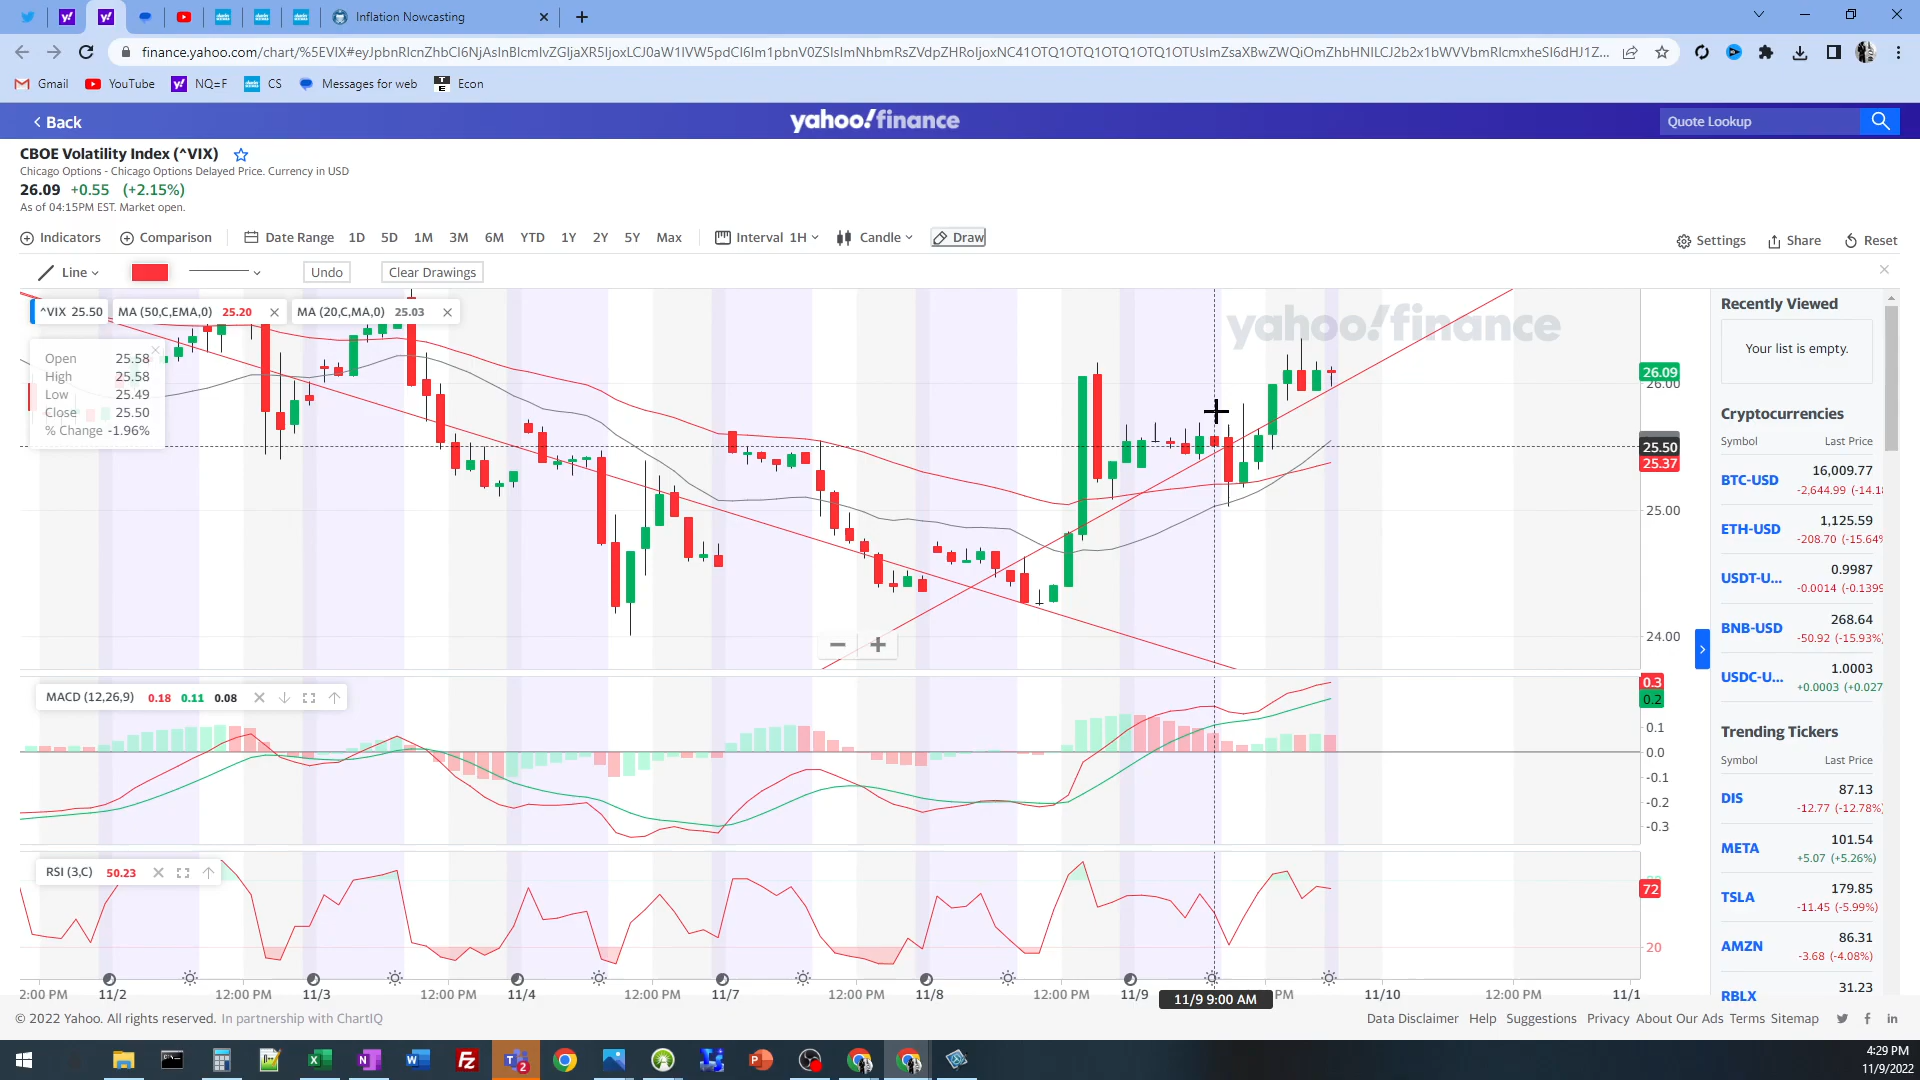 Inflation Nowcasting
finance.yahoo.com/chart/%5EVIX#eyJpbnRlcnZhbCI6NjAsInBlcmlvZGljaXR5IjoxLCJ0aW1lVW5pdCI6Im1pbnV0ZSIsImNhbmRsZVdpZHRoIjoxNC41OTQ1OTQ1OTQ1OTQ1OTUsImZsaXBwZWQiOmZhbHNlLCJ2b2x1bWVVbmRlcmxheSI6dHJ1Z...
Gmail YouTube NQ=F CS Messages for web Econ
Back yahoo!finance Quote Lookup
CBOE Volatility Index (^VIX)
Chicago Options - Chicago Options Delayed Price. Currency in USD
26.09 +0.55 (+2.15%)
As of 04:15PM EST. Market open.
Indicators Comparison Date Range 1D 5D 1M 3M 6M YTD 1Y 2Y 5Y Max Interval 1H Candle Draw Settings Share Reset
Line Undo Clear Drawings
^VIX 25.50 MA (50,C,EMA,0) 25.20 MA (20,C,MA,0) 25.03
yahoo!finance
Open 25.58
High 25.58
Low 25.49
Close 25.50
% Change -1.96%
26.09
26.00
25.50
25.37
25.00
24.00
MACD (12,26,9) 0.18 0.11 0.08
0.3
0.2
0.1
0.0
-0.1
-0.2
-0.3
RSI (3,C) 50.23
72
20
2:00 PM 11/2 12:00 PM 11/3 12:00 PM 11/4 12:00 PM 11/7 12:00 PM 11/8 12:00 PM 11/9 11/9 9:00 AM PM 11/10 12:00 PM 11/1
Recently Viewed
Your list is empty.
Cryptocurrencies
Symbol Last Price
BTC-USD 16,009.77
-2,644.99 (-14.18
ETH-USD 1,125.59
-208.70 (-15.64%
USDT-U... 0.9987
-0.0014 (-0.1399
BNB-USD 268.64
-50.92 (-15.93%)
USDC-U... 1.0003
+0.0003 (+0.027
Trending Tickers
Symbol Last Price
DIS 87.13
-12.77 (-12.78%)
META 101.54
+5.07 (+5.26%)
TSLA 179.85
-11.45 (-5.99%)
AMZN 86.31
-3.68 (-4.08%)
RBLX 31.23
© 2022 Yahoo. All rights reserved. In partnership with ChartIQ Data Disclaimer Help Suggestions Privacy About Our Ads Terms Sitemap
4:29 PM
11/9/2022